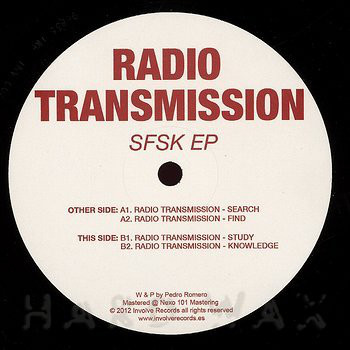 RADIO
TRANSMISSION
SFSK EP
OTHER SIDE: A1. RADIO TRANSMISSION - SEARCH
A2. RADIO TRANSMISSION - FIND
THIS SIDE: B1. RADIO TRANSMISSION - STUDY
B2. RADIO TRANSMISSION - KNOWLEDGE
W & P by Pedro Romero
Mastered @ Nexo 101 Mastering
© 2012 Involve Records all rights reserved
www.involverecords.es
HARD WAX